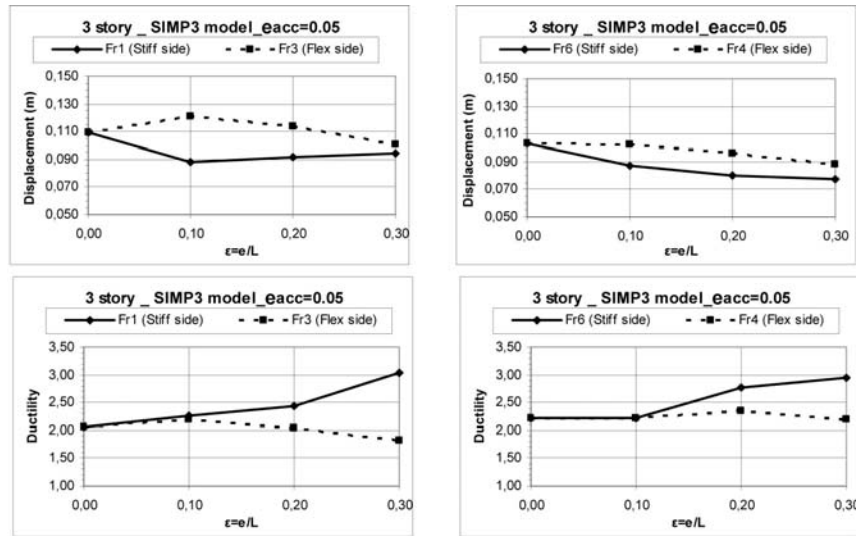 3 story _ SIMP3 model_eacc=0.05
Fr1 (Stiff side) Fr3 (Flex side)
Displacement (m)
0,150
0,130
0,110
0,090
0,070
0,050
0,00 0,10 0,20 0,30
ε=e/L
3 story _ SIMP3 model_eacc=0.05
Fr6 (Stiff side) Fr4 (Flex side)
Displacement (m)
0,150
0,130
0,110
0,090
0,070
0,050
0,00 0,10 0,20 0,30
ε=e/L
3 story _ SIMP3 model_eacc=0.05
Fr1 (Stiff side) Fr3 (Flex side)
Ductility
3,50
3,00
2,50
2,00
1,50
1,00
0,00 0,10 0,20 0,30
ε=e/L
3 story _ SIMP3 model_eacc=0.05
Fr6 (Stiff side) Fr4 (Flex side)
Ductility
3,50
3,00
2,50
2,00
1,50
1,00
0,00 0,10 0,20 0,30
ε=e/L